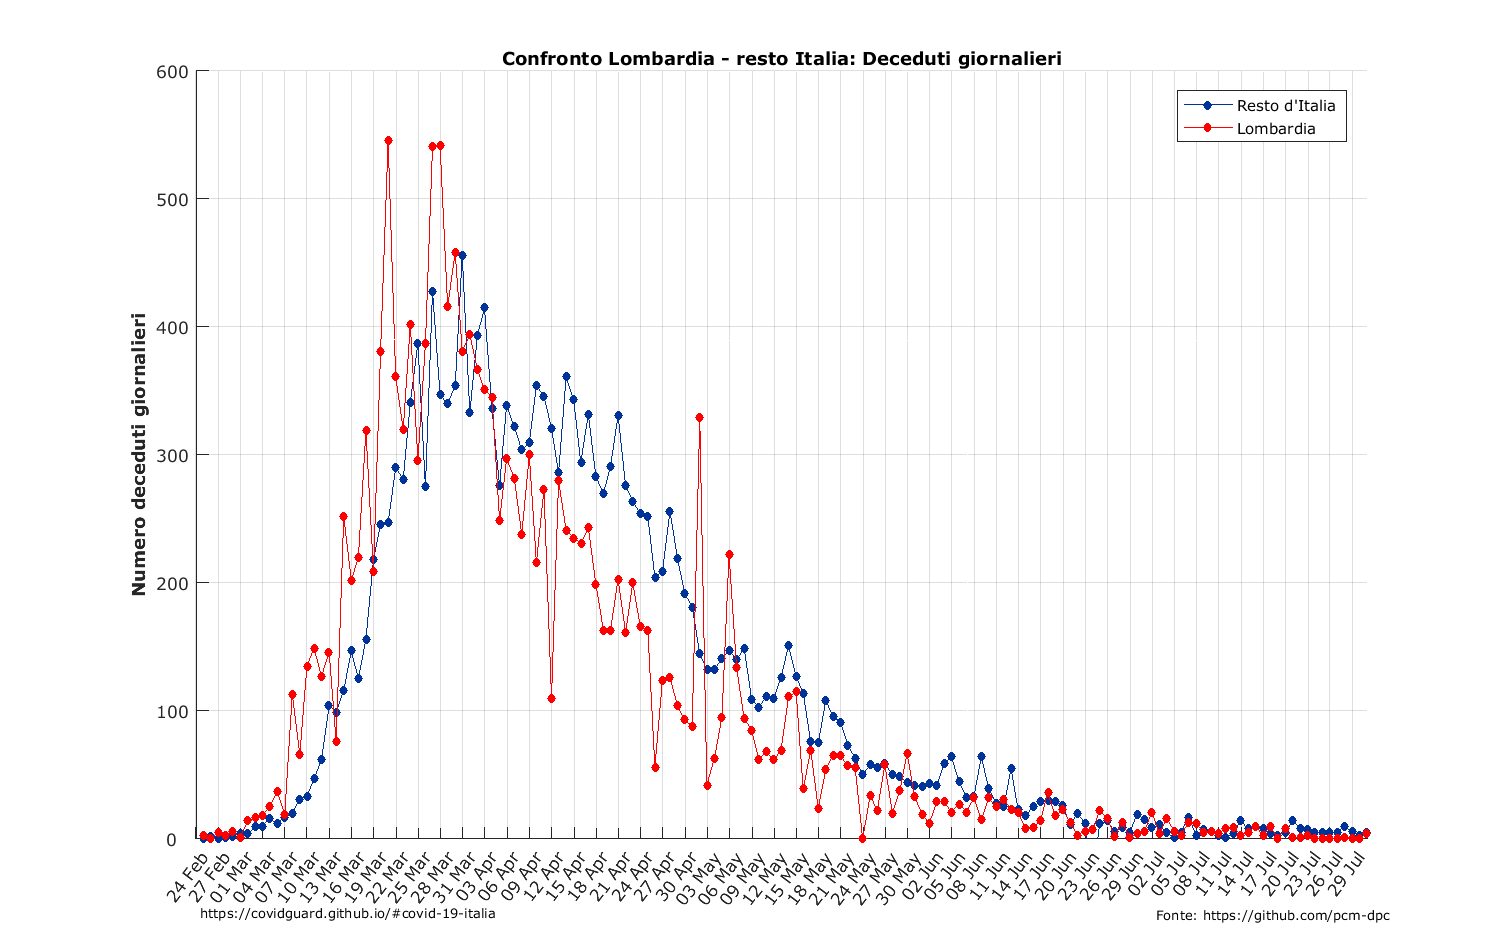 Confronto Lombardia - resto Italia: Deceduti giornalieri
Resto d'Italia
Lombardia
Numero deceduti giornalieri
600
500
400
300
200
100
0
24 Feb
27 Feb
01 Mar
04 Mar
07 Mar
10 Mar
13 Mar
16 Mar
19 Mar
22 Mar
25 Mar
28 Mar
31 Mar
03 Apr
06 Apr
09 Apr
12 Apr
15 Apr
18 Apr
21 Apr
24 Apr
27 Apr
30 Apr
03 May
06 May
09 May
12 May
15 May
18 May
21 May
24 May
27 May
30 May
02 Jun
05 Jun
08 Jun
11 Jun
14 Jun
17 Jun
20 Jun
23 Jun
26 Jun
29 Jun
02 Jul
05 Jul
08 Jul
11 Jul
14 Jul
17 Jul
20 Jul
23 Jul
26 Jul
29 Jul
https://covidguard.github.io/#covid-19-italia
Fonte: https://github.com/pcm-dpc